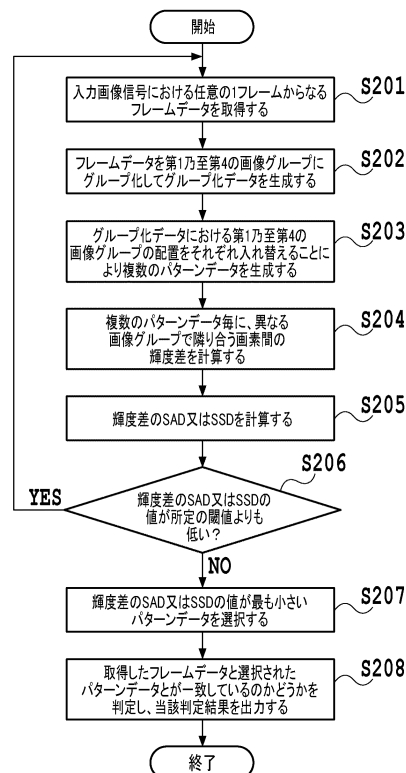 開始
入力画像信号における任意の1フレームからなる
フレームデータを取得する
S201
フレームデータを第1乃至第4の画像グループに
グループ化してグループ化データを生成する
S202
グループ化データにおける第1乃至第4の
画像グループの配置をそれぞれ入れ替えることに
より複数のパターンデータを生成する
S203
複数のパターンデータ毎に、異なる
画像グループで隣り合う画素間の
輝度差を計算する
S204
輝度差のSAD又はSSDを計算する
S205
輝度差のSAD又はSSDの
値が所定の閾値よりも
低い?
S206
YES
NO
輝度差のSAD又はSSDの値が最も小さい
パターンデータを選択する
S207
取得したフレームデータと選択された
パターンデータとが一致しているのかどうかを
判定し、当該判定結果を出力する
S208
終了